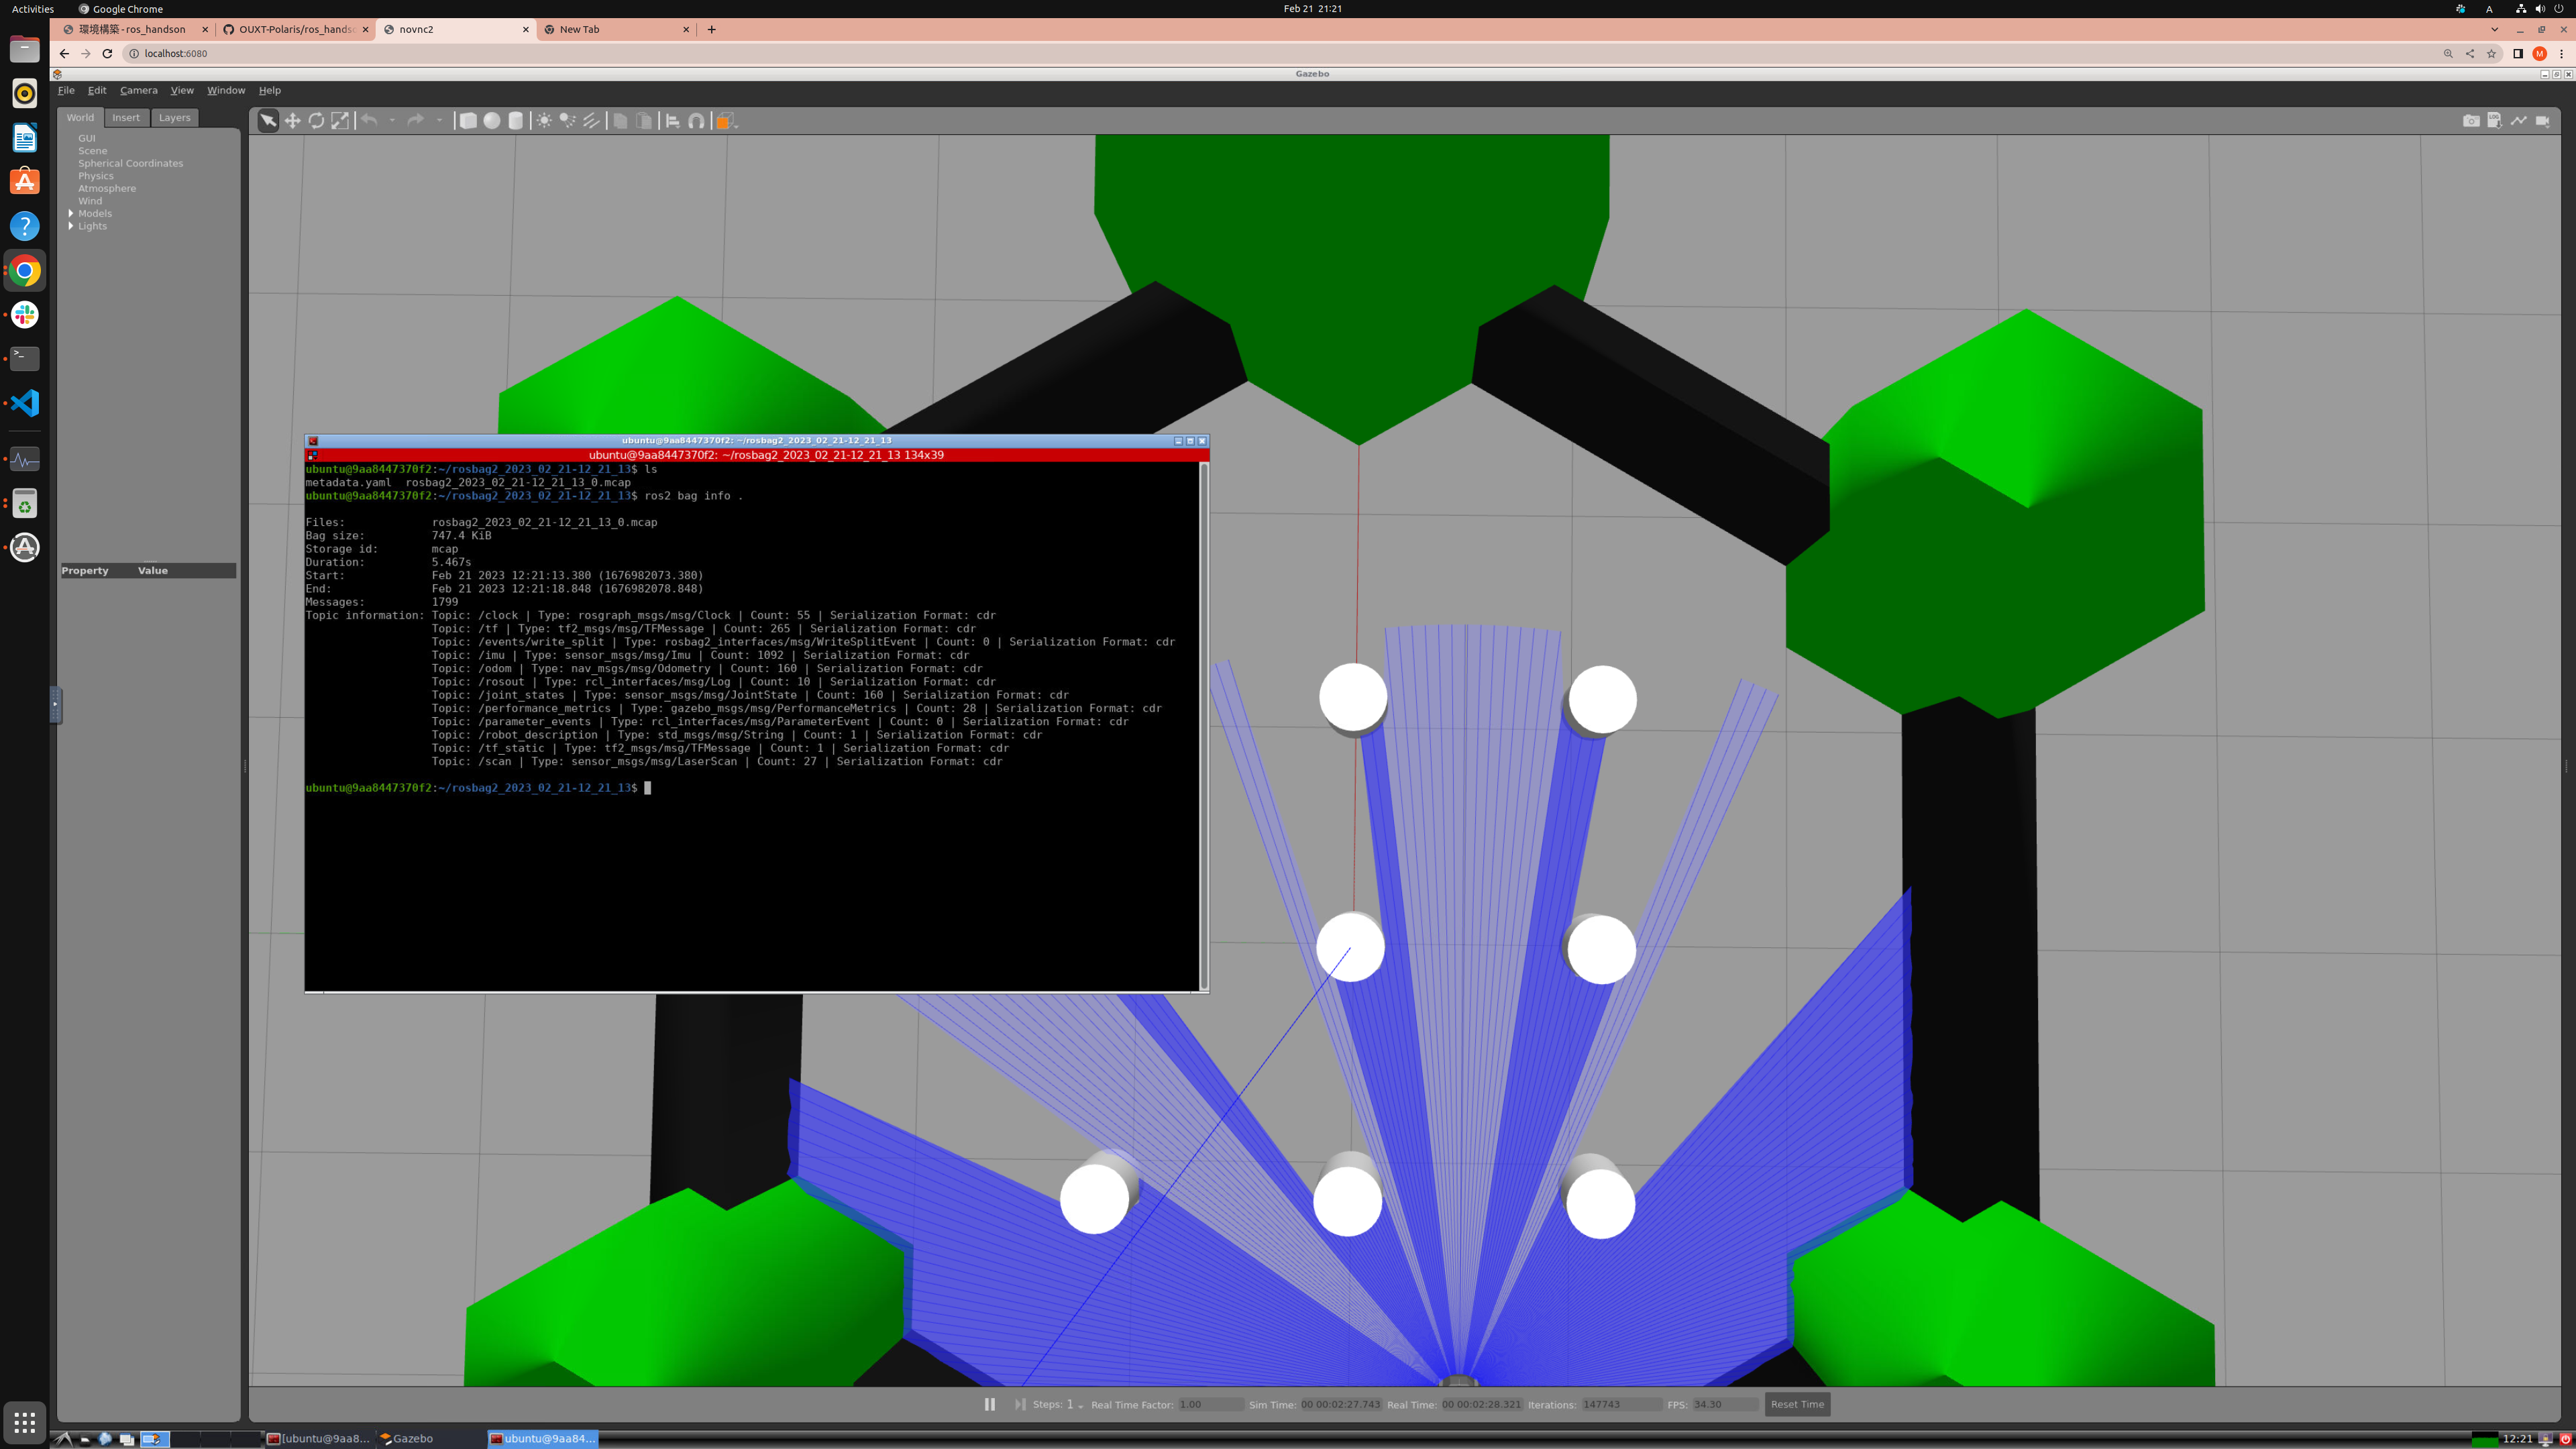 Activities Google Chrome Feb 21 21:21 A
環境構築 - ros_handson OUXT-Polaris/ros_hands novnc2 New Tab
localhost:6080 M
Gazebo
File Edit Camera View Window Help
World Insert Layers
GUI
Scene
Spherical Coordinates
Physics
Atmosphere
Wind
Models
Lights
Property Value
ubuntu@9aa8447370f2: ~/rosbag2_2023_02_21-12_21_13
ubuntu@9aa8447370f2: ~/rosbag2_2023_02_21-12_21_13 134x39
ubuntu@9aa8447370f2:~/rosbag2_2023_02_21-12_21_13$ ls
metadata.yaml rosbag2_2023_02_21-12_21_13_0.mcap
ubuntu@9aa8447370f2:~/rosbag2_2023_02_21-12_21_13$ ros2 bag info .
Files: rosbag2_2023_02_21-12_21_13_0.mcap
Bag size: 747.4 KiB
Storage id: mcap
Duration: 5.467s
Start: Feb 21 2023 12:21:13.380 (1676982073.380)
End: Feb 21 2023 12:21:18.848 (1676982078.848)
Messages: 1799
Topic information: Topic: /clock | Type: rosgraph_msgs/msg/Clock | Count: 55 | Serialization Format: cdr
Topic: /tf | Type: tf2_msgs/msg/TFMessage | Count: 265 | Serialization Format: cdr
Topic: /events/write_split | Type: rosbag2_interfaces/msg/WriteSplitEvent | Count: 0 | Serialization Format: cdr
Topic: /imu | Type: sensor_msgs/msg/Imu | Count: 1092 | Serialization Format: cdr
Topic: /odom | Type: nav_msgs/msg/Odometry | Count: 160 | Serialization Format: cdr
Topic: /rosout | Type: rcl_interfaces/msg/Log | Count: 10 | Serialization Format: cdr
Topic: /joint_states | Type: sensor_msgs/msg/JointState | Count: 160 | Serialization Format: cdr
Topic: /performance_metrics | Type: gazebo_msgs/msg/PerformanceMetrics | Count: 28 | Serialization Format: cdr
Topic: /parameter_events | Type: rcl_interfaces/msg/ParameterEvent | Count: 0 | Serialization Format: cdr
Topic: /robot_description | Type: std_msgs/msg/String | Count: 1 | Serialization Format: cdr
Topic: /tf_static | Type: tf2_msgs/msg/TFMessage | Count: 1 | Serialization Format: cdr
Topic: /scan | Type: sensor_msgs/msg/LaserScan | Count: 27 | Serialization Format: cdr
ubuntu@9aa8447370f2:~/rosbag2_2023_02_21-12_21_13$
Steps: 1 Real Time Factor: 1.00 Sim Time: 00 00:02:27.743 Real Time: 00 00:02:28.321 Iterations: 147743 FPS: 34.30 Reset Time
[ubuntu@9aa8... Gazebo ubuntu@9aa84... 12:21